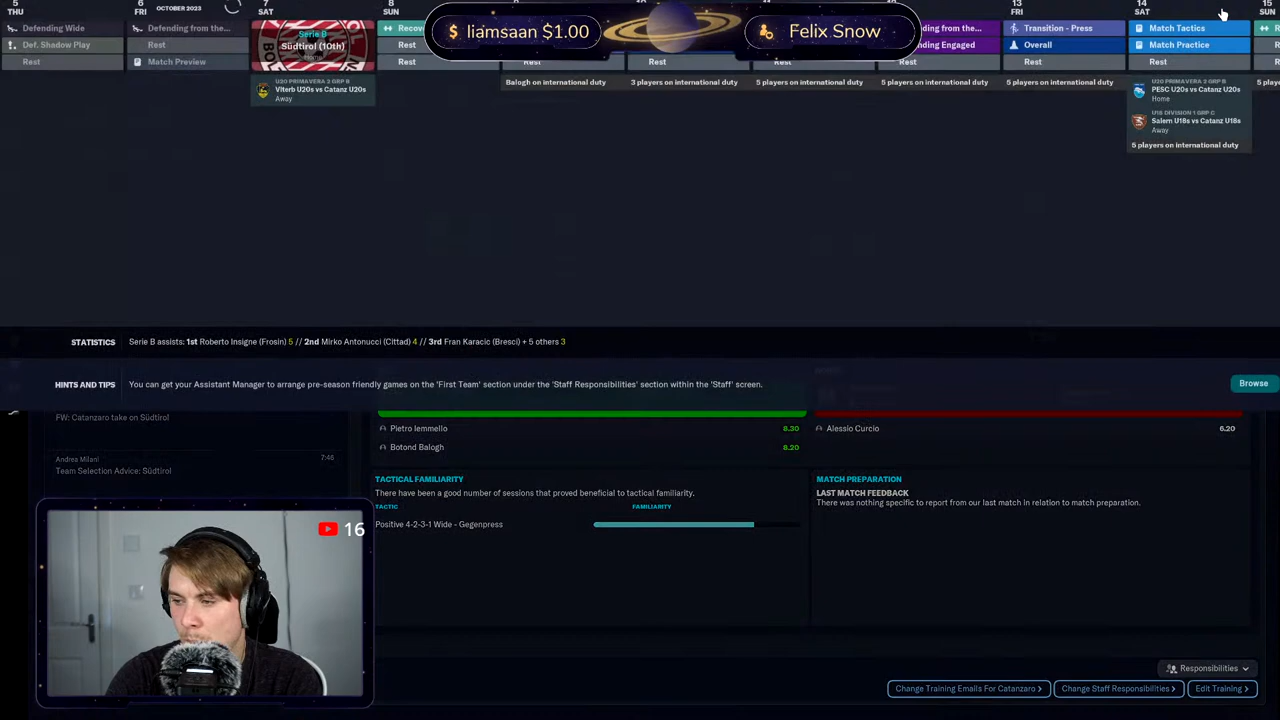 5
THU
6
FRI
OCTOBER 2023
7
SAT
8
SUN
13
FRI
14
SAT
15
SUN
Defending Wide
Def. Shadow Play
Rest
Defending from the...
Rest
Match Preview
Serie B
Südtirol (10th)
Home
U20 PRIMAVERA 2 GRP B
Viterb U20s vs Catanz U20s
Away
Rest
Rest
$ liamsaan $1.00
Felix Snow
Rest
Balogh on international duty
Rest
3 players on international duty
Rest
5 players on international duty
nding from the...
nding Engaged
Rest
5 players on international duty
Transition - Press
Overall
Rest
5 players on international duty
Match Tactics
Match Practice
Rest
U20 PRIMAVERA 2 GRP B
PESC U20s vs Catanz U20s
Home
U18 DIVISION 1 GRP C
Salern U18s vs Catanz U18s
Away
5 players on international duty
5 playe
STATISTICS
Serie B assists: 1st Roberto Insigne (Frosin) 5 // 2nd Mirko Antonucci (Cittad) 4 // 3rd Fran Karacic (Bresci) + 5 others 3
HINTS AND TIPS
You can get your Assistant Manager to arrange pre-season friendly games on the 'First Team' section under the 'Staff Responsibilities' section within the 'Staff' screen.
Browse
FW: Catanzaro take on Südtirol
Andrea Milani
7:46
Team Selection Advice: Südtirol
Pietro Iemmello
8.30
Botond Balogh
8.20
Alessio Curcio
6.20
TACTICAL FAMILIARITY
There have been a good number of sessions that proved beneficial to tactical familiarity.
TACTIC
FAMILIARITY
Positive 4-2-3-1 Wide - Gegenpress
MATCH PREPARATION
LAST MATCH FEEDBACK
There was nothing specific to report from our last match in relation to match preparation.
16
Responsibilities
Change Training Emails For Catanzaro >
Change Staff Responsibilities >
Edit Training >